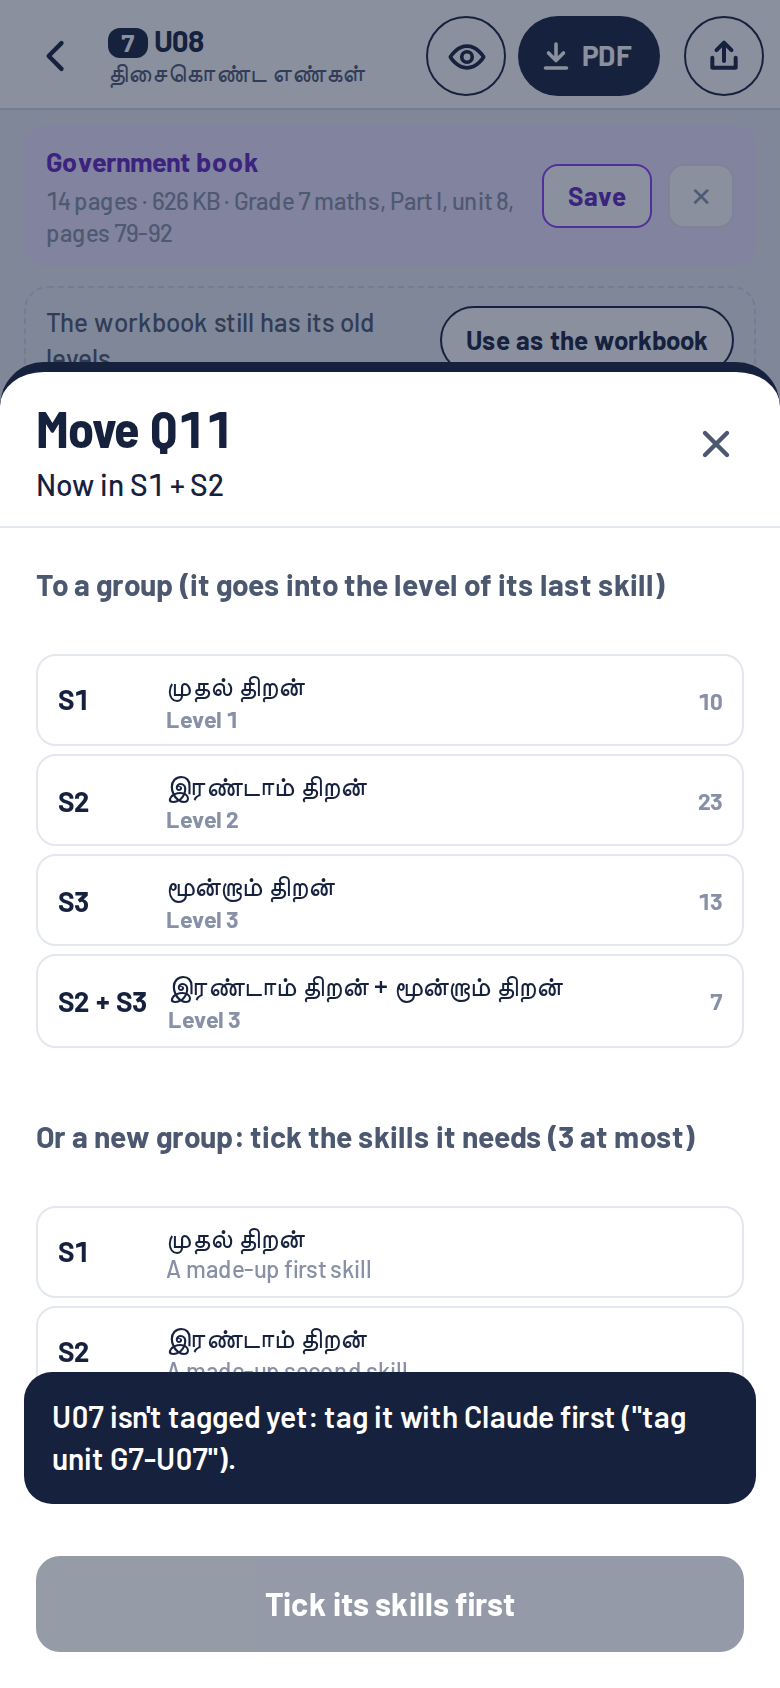 7 U08
திசைகொண்ட எண்கள்
PDF
Government book
14 pages · 626 KB · Grade 7 maths, Part I, unit 8,
pages 79-92
Save
The workbook still has its old
levels
Use as the workbook
Move Q11
Now in S1 + S2
To a group (it goes into the level of its last skill)
S1 முதல் திறன் 10
Level 1
S2 இரண்டாம் திறன் 23
Level 2
S3 மூன்றாம் திறன் 13
Level 3
S2 + S3 இரண்டாம் திறன் + மூன்றாம் திறன் 7
Level 3
Or a new group: tick the skills it needs (3 at most)
S1 முதல் திறன்
A made-up first skill
S2 இரண்டாம் திறன்
A made-up second skill
U07 isn't tagged yet: tag it with Claude first ("tag
unit G7-U07").
Tick its skills first